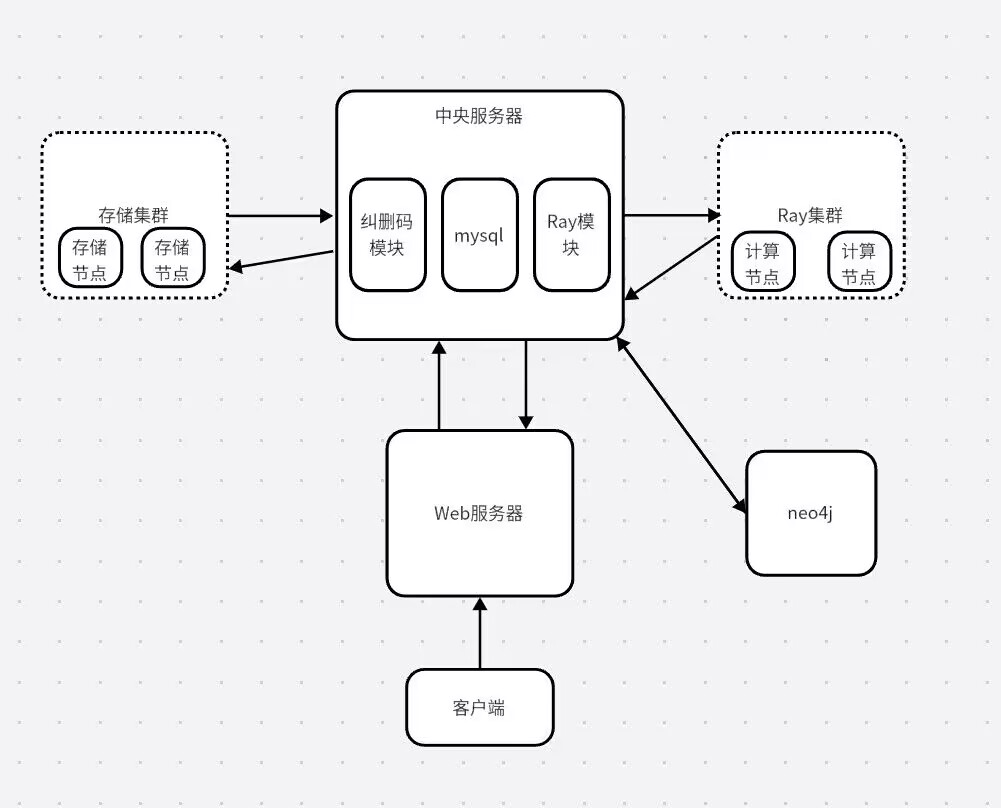 中央服务器
纠删码
模块
mysql
Ray模
块
存储集群
存储
节点
存储
节点
Ray集群
计算
节点
计算
节点
Web服务器
neo4j
客户端